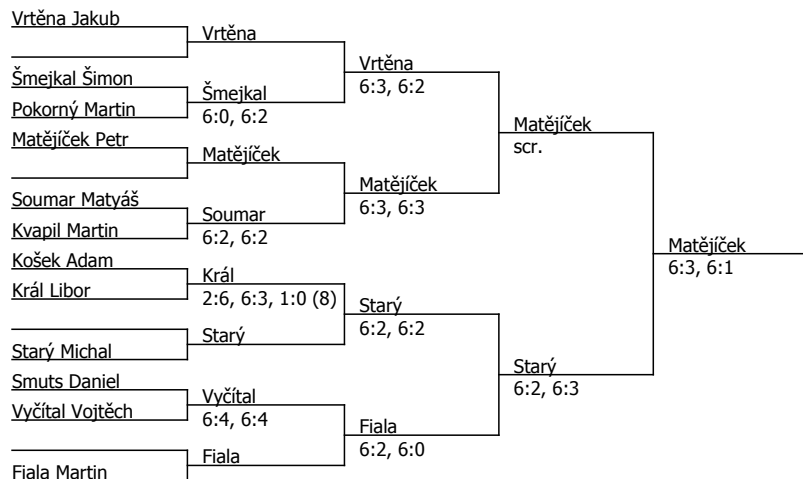 Vrtěna Jakub
Vrtěna
Vrtěna
6:3, 6:2
Šmejkal Šimon
Šmejkal
6:0, 6:2
Pokorný Martin
Matějíček
scr.
Matějíček Petr
Matějíček
Matějíček
6:3, 6:3
Soumar Matyáš
Soumar
6:2, 6:2
Kvapil Martin
Matějíček
6:3, 6:1
Košek Adam
Král
2:6, 6:3, 1:0 (8)
Král Libor
Starý
6:2, 6:2
Starý
Starý Michal
Starý
6:2, 6:3
Smuts Daniel
Vyčítal
6:4, 6:4
Vyčítal Vojtěch
Fiala
6:2, 6:0
Fiala
Fiala Martin